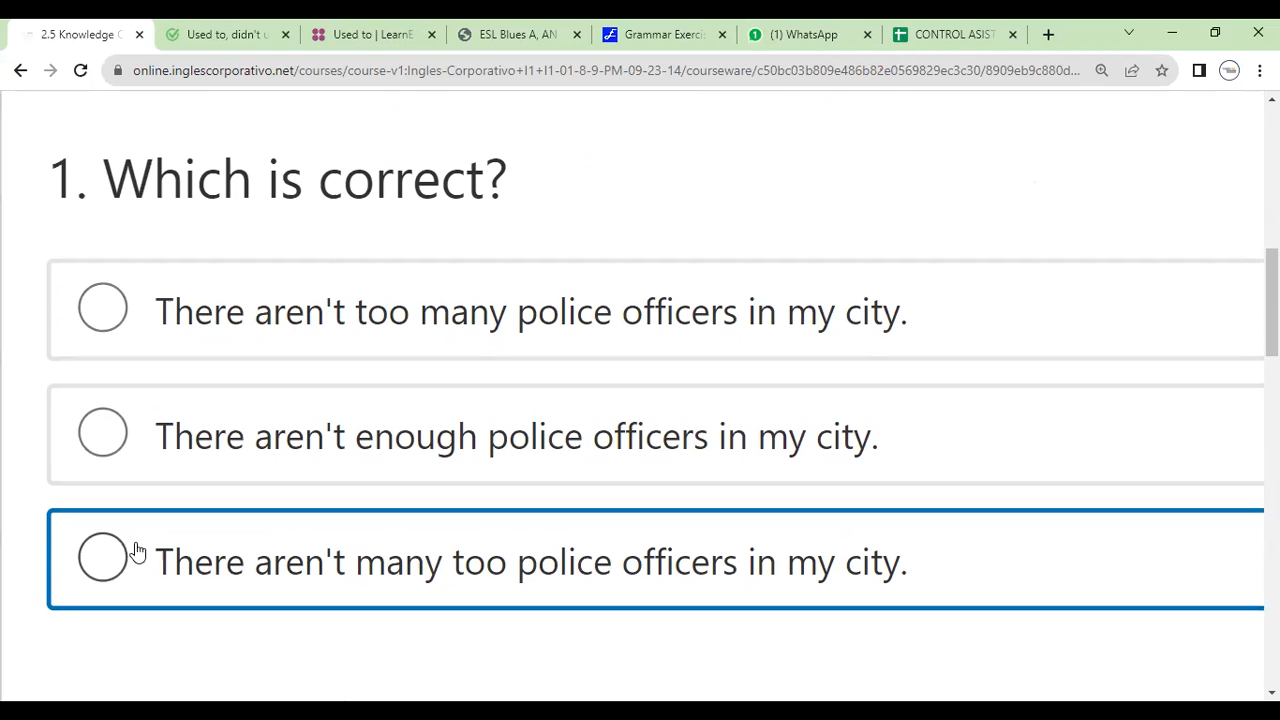 2.5 Knowledge C
Used to, didn't u
Used to | LearnE
ESL Blues A, AN
Grammar Exerci
(1) WhatsApp
CONTROL ASIST
online.inglescorporativo.net/courses/course-v1:Ingles-Corporativo+I1+I1-01-8-9-PM-09-23-14/courseware/c50bc03b809e486b82e0569829ec3c30/8909eb9c880d...
1. Which is correct?
There aren't too many police officers in my city.
There aren't enough police officers in my city.
There aren't many too police officers in my city.